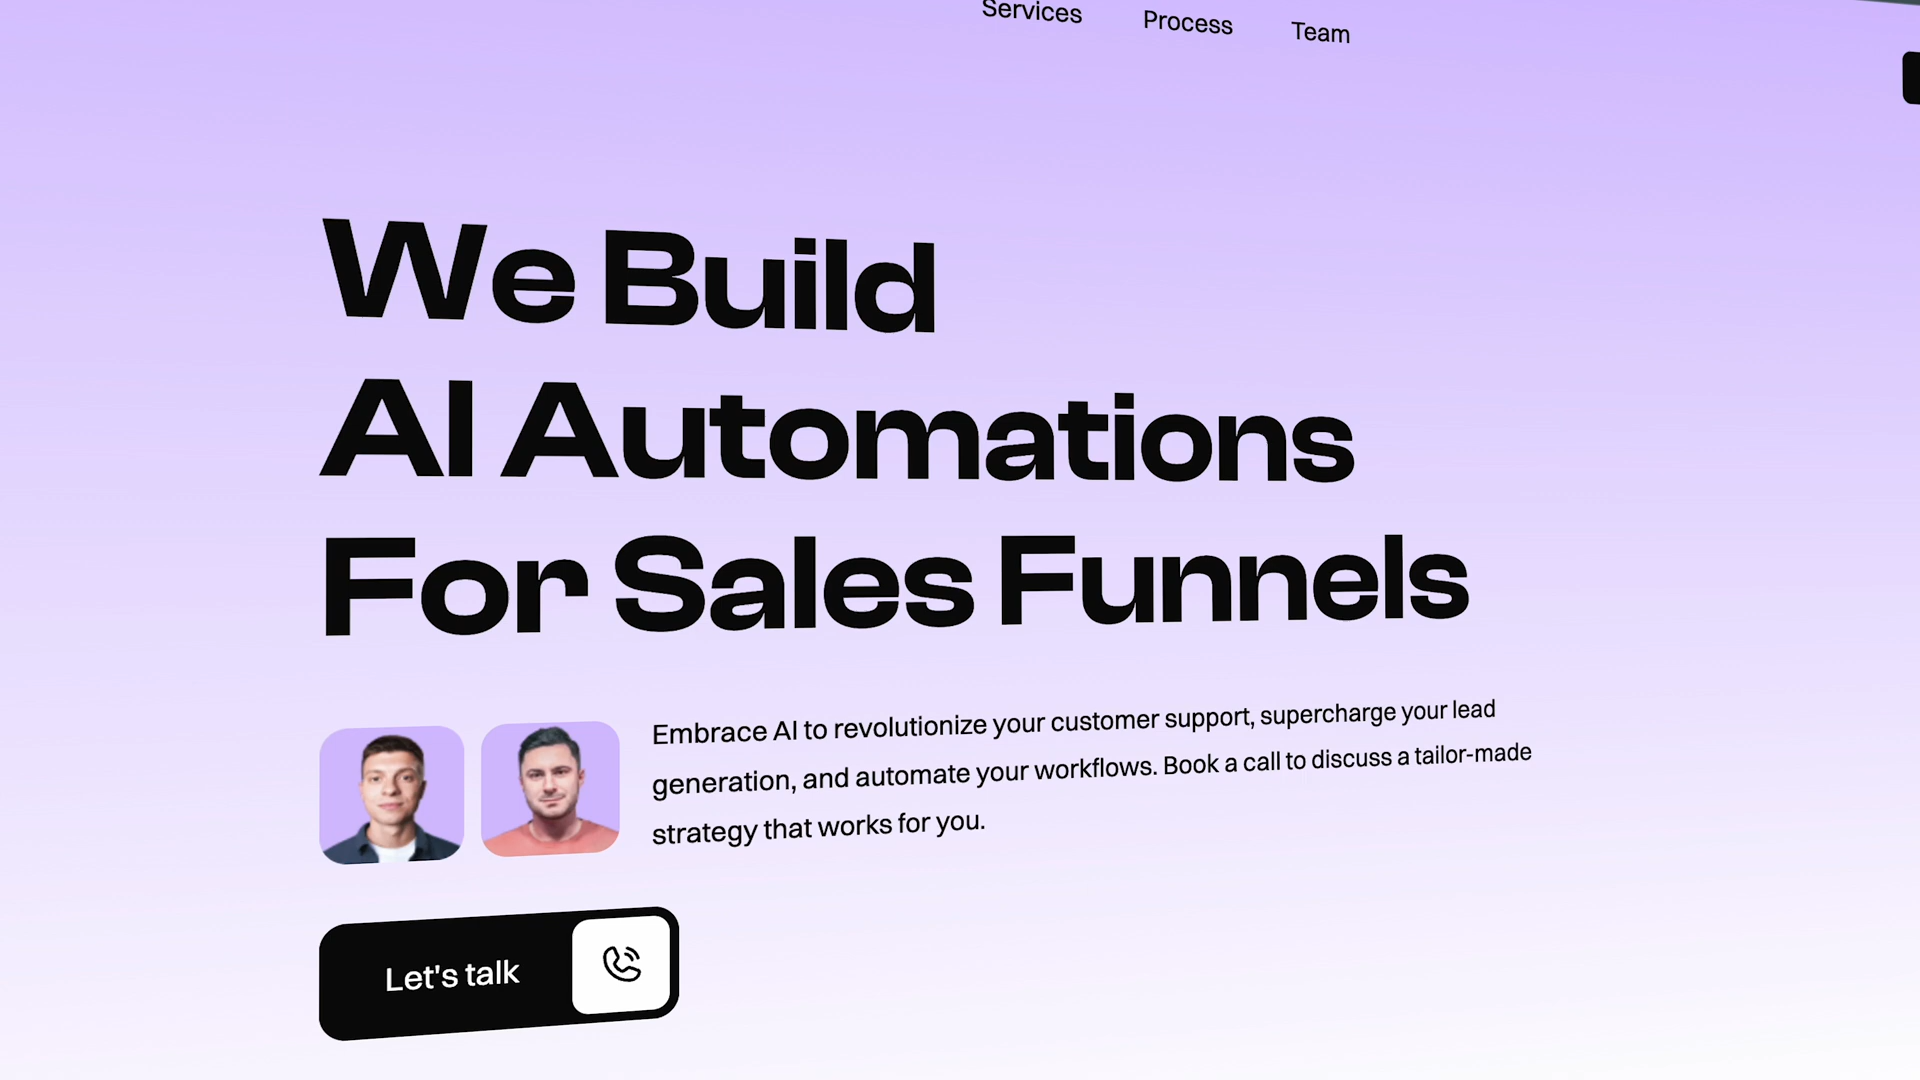 Services Process Team
We Build
AI Automations
For Sales Funnels
Embrace AI to revolutionize your customer support, supercharge your lead
generation, and automate your workflows. Book a call to discuss a tailor-made
strategy that works for you.
Let's talk